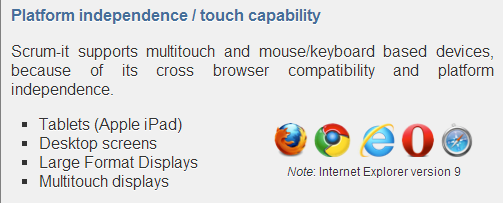 Platform independence / touch capability
Scrum-it supports multitouch and mouse/keyboard based devices,
because of its cross browser compatibility and platform
independence.
Tablets (Apple iPad)
Desktop screens
Large Format Displays
Multitouch displays
Note: Internet Explorer version 9